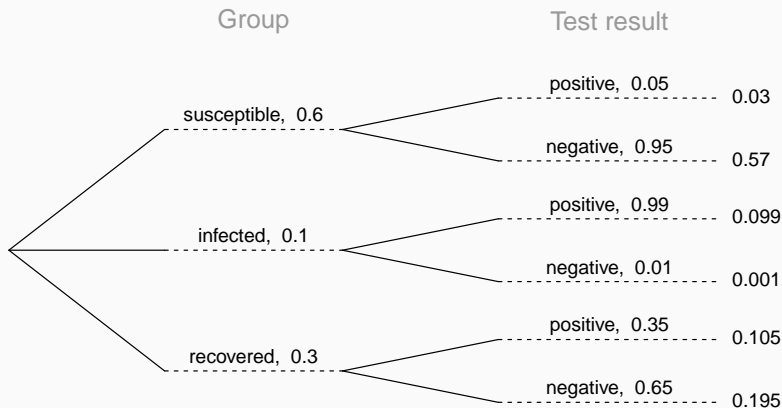 Group Test result
positive, 0.05 0.03
susceptible, 0.6
negative, 0.95 0.57
positive, 0.99 0.099
infected, 0.1
negative, 0.01 0.001
positive, 0.35 0.105
recovered, 0.3
negative, 0.65 0.195